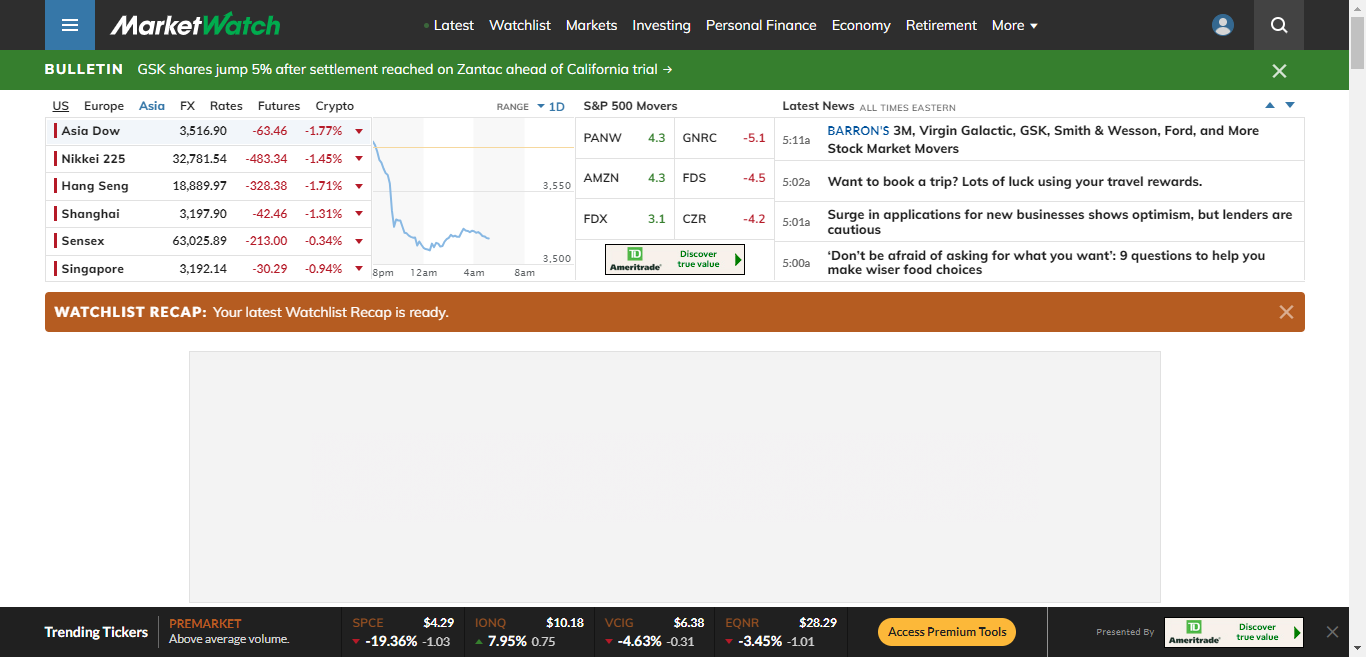 MarketWatch
Latest Watchlist Markets Investing Personal Finance Economy Retirement More
BULLETIN GSK shares jump 5% after settlement reached on Zantac ahead of California trial →
US Europe Asia FX Rates Futures Crypto
RANGE 1D
Asia Dow 3,516.90 -63.46 -1.77%
Nikkei 225 32,781.54 -483.34 -1.45%
Hang Seng 18,889.97 -328.38 -1.71%
Shanghai 3,197.90 -42.46 -1.31%
Sensex 63,025.89 -213.00 -0.34%
Singapore 3,192.14 -30.29 -0.94%
3,550
3,500
8pm 12am 4am 8am
S&P 500 Movers
PANW 4.3 GNRC -5.1
AMZN 4.3 FDS -4.5
FDX 3.1 CZR -4.2
TD Ameritrade Discover
true value
Latest News ALL TIMES EASTERN
5:11a BARRON'S 3M, Virgin Galactic, GSK, Smith & Wesson, Ford, and More
Stock Market Movers
5:02a Want to book a trip? Lots of luck using your travel rewards.
5:01a Surge in applications for new businesses shows optimism, but lenders are
cautious
5:00a ‘Don’t be afraid of asking for what you want’: 9 questions to help you
make wiser food choices
WATCHLIST RECAP: Your latest Watchlist Recap is ready.
Trending Tickers
PREMARKET
Above average volume.
SPCE $4.29
-19.36% -1.03
IONQ $10.18
7.95% 0.75
VCIG $6.38
-4.63% -0.31
EQNR $28.29
-3.45% -1.01
Access Premium Tools
Presented By
TD Ameritrade Discover
true value